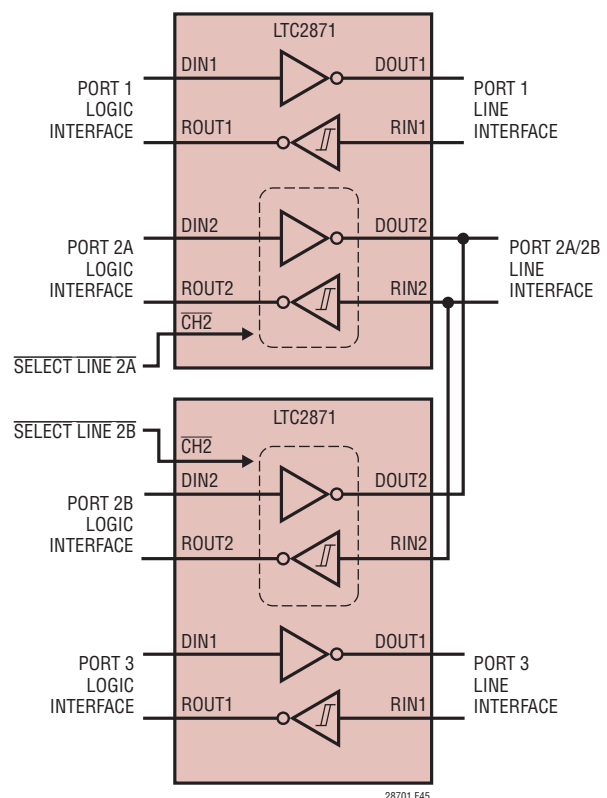 LTC2871
DIN1
DOUT1
PORT 1
LOGIC
INTERFACE
PORT 1
LINE
INTERFACE
ROUT1
RIN1
DIN2
DOUT2
PORT 2A
LOGIC
INTERFACE
PORT 2A/2B
LINE
INTERFACE
ROUT2
RIN2
CH2
SELECT LINE 2A
LTC2871
SELECT LINE 2B
CH2
DIN2
DOUT2
PORT 2B
LOGIC
INTERFACE
ROUT2
RIN2
DIN1
DOUT1
PORT 3
LOGIC
INTERFACE
PORT 3
LINE
INTERFACE
ROUT1
RIN1
28701 F45